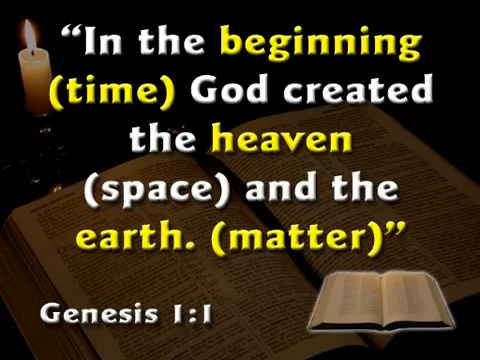 “In the beginning
(time) God created
the heaven
(space) and the
earth. (matter)”
Genesis 1:1